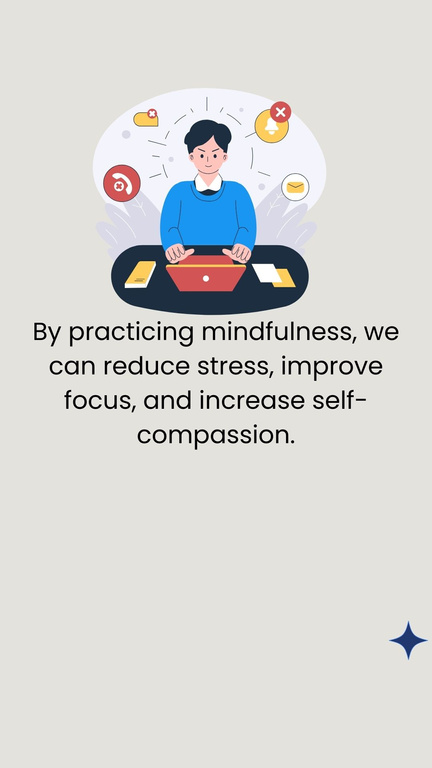 By practicing mindfulness, we
can reduce stress, improve
focus, and increase self-
compassion.